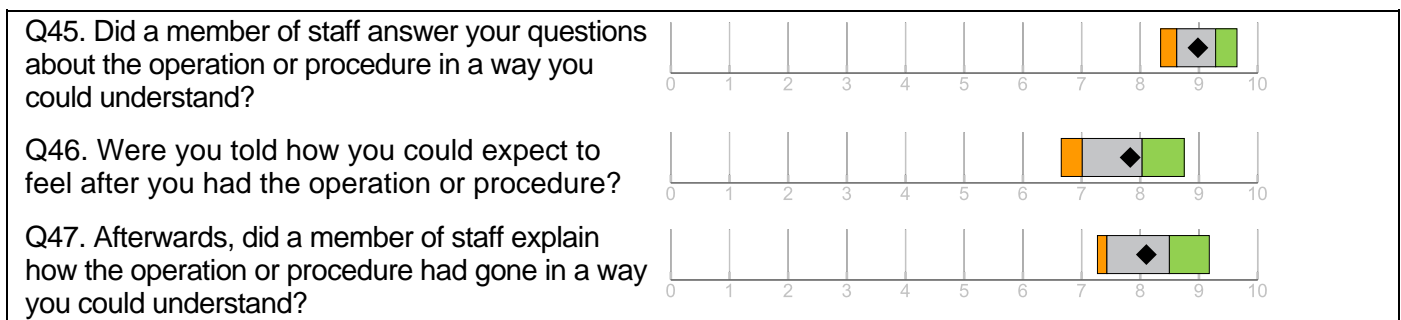 Q45. Did a member of staff answer your questions
about the operation or procedure in a way you
could understand?
0 1 2 3 4 5 6 7 8 9 10
Q46. Were you told how you could expect to
feel after you had the operation or procedure?
0 1 2 3 4 5 6 7 8 9 10
Q47. Afterwards, did a member of staff explain
how the operation or procedure had gone in a way
you could understand?
0 1 2 3 4 5 6 7 8 9 10